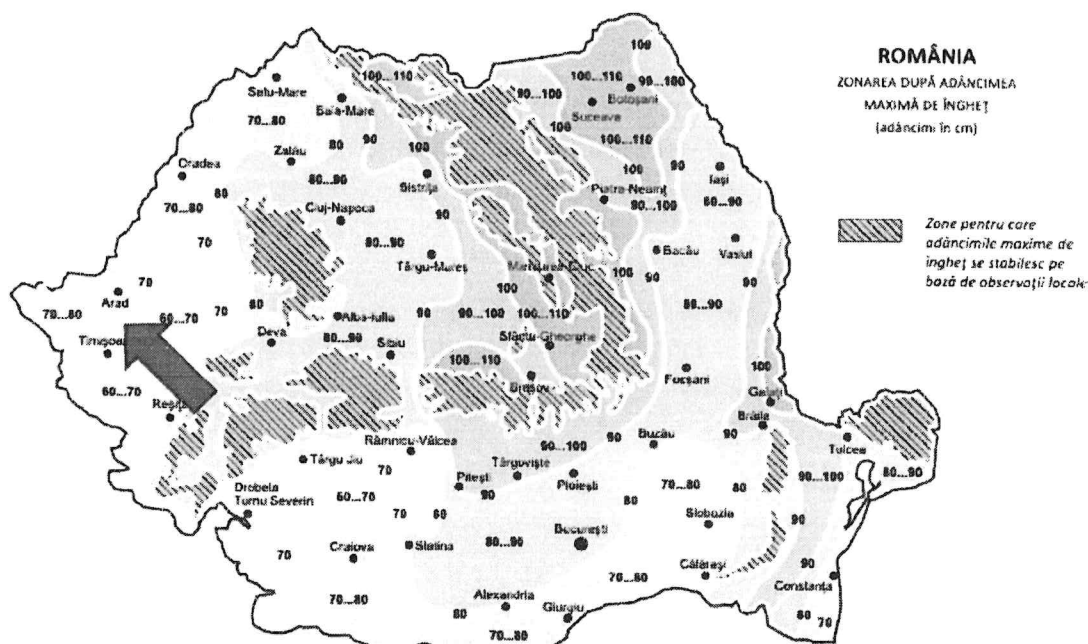 ROMÂNIA
ZONAREA DUPĂ ADÂNCIMEA
MAXIMĂ DE ÎNGHEȚ
(adâncimi în cm)
Zone pentru care
adâncimile maxime de
îngheț se stabilesc pe
bază de observații locale
100
100...110
100...110
90...100
Satu-Mare
Baia-Mare
90...100
Botoșani
Suceava
70...80
80
90
100
100
100...110
Zalău
Oradea
80
80...90
Bistrița
100
90
Iași
Piatra-Neamț
70...80
Cluj-Napoca
90
90...100
80...90
70
80...90
Târgu-Mureș
Bacău
Vaslui
100
90
90
70
Arad
100
80...90
70...80
60...70
70
80
Alba-Iulia
90
90...100
100...110
Timișoa
Deva
80...90
Sibiu
Sfântu-Gheorghe
100...110
60...70
Brașov
Focșani
100
Galați
Reșița
Brăila
Râmnicu-Vâlcea
90...100
90
Buzău
90
Tulcea
Târgu Jiu
70
Târgoviște
Pitești
Ploiești
90...100
80...90
Drobeta
Turnu Severin
60...70
90
80
70...80
80
70
Slobozia
București
90
70
Craiova
Slatina
80...90
70...80
Călărași
90
Constanța
70...80
Alexandria
80
Giurgiu
70...80
70